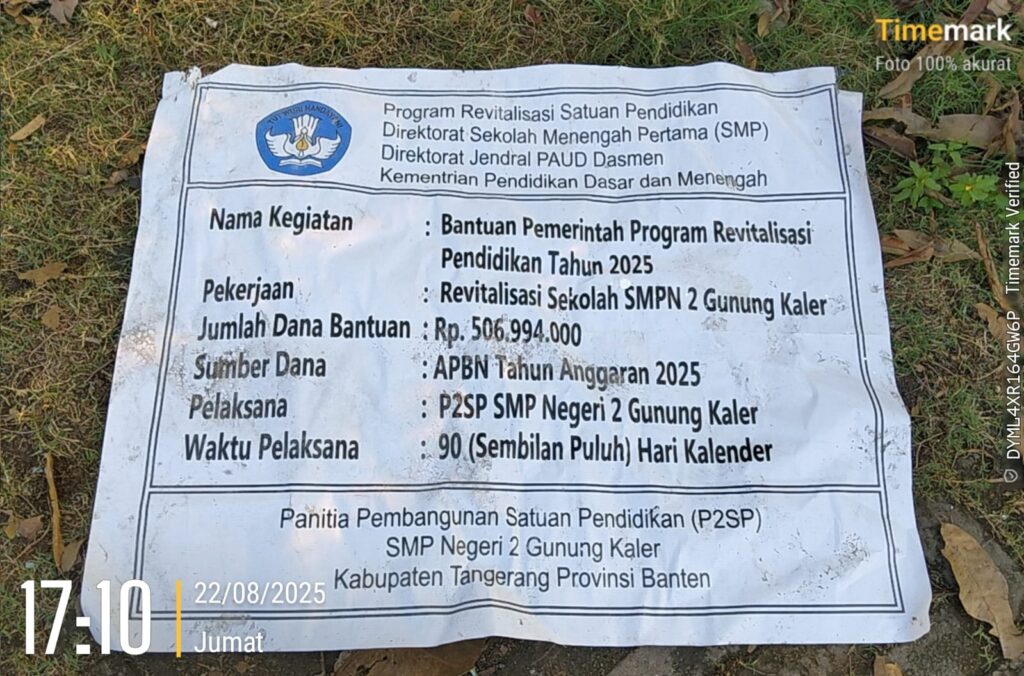 Timemark
Foto 100% akurat
TUT WURI HANDAYANI
Program Revitalisasi Satuan Pendidikan
Direktorat Sekolah Menengah Pertama (SMP)
Direktorat Jendral PAUD Dasmen
Kementrian Pendidikan Dasar dan Menengah
Nama Kegiatan : Bantuan Pemerintah Program Revitalisasi
Pendidikan Tahun 2025
Pekerjaan : Revitalisasi Sekolah SMPN 2 Gunung Kaler
Jumlah Dana Bantuan : Rp. 506.994.000
Sumber Dana : APBN Tahun Anggaran 2025
Pelaksana : P2SP SMP Negeri 2 Gunung Kaler
Waktu Pelaksana : 90 (Sembilan Puluh) Hari Kalender
Panitia Pembangunan Satuan Pendidikan (P2SP)
SMP Negeri 2 Gunung Kaler
Kabupaten Tangerang Provinsi Banten
17:10
22/08/2025
Jumat
DYML4XR164GW6P Timemark Verified